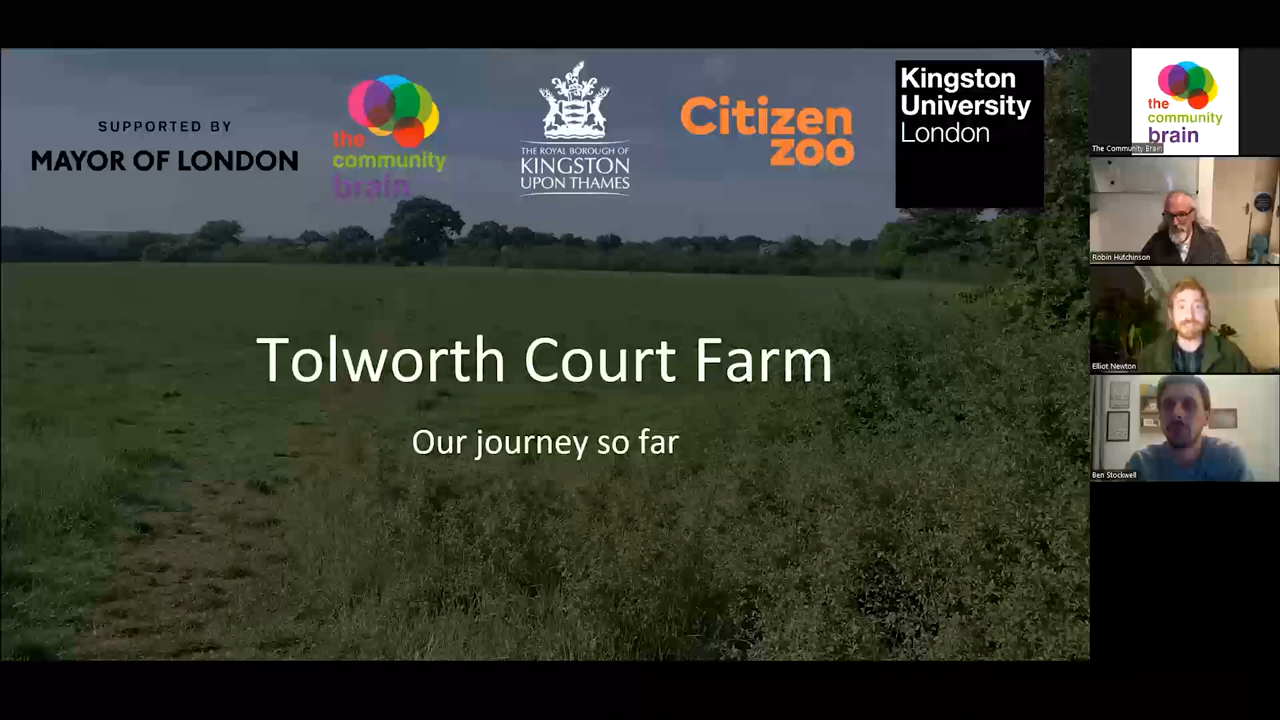 SUPPORTED BY
MAYOR OF LONDON
the
community
brain
THE ROYAL BOROUGH OF
KINGSTON
UPON THAMES
Citizen
zoo
Kingston
University
London
Tolworth Court Farm
Our journey so far
the
community
brain
The Community Brain
Robin Hutchinson
Elliot Newton
Ben Stockwell